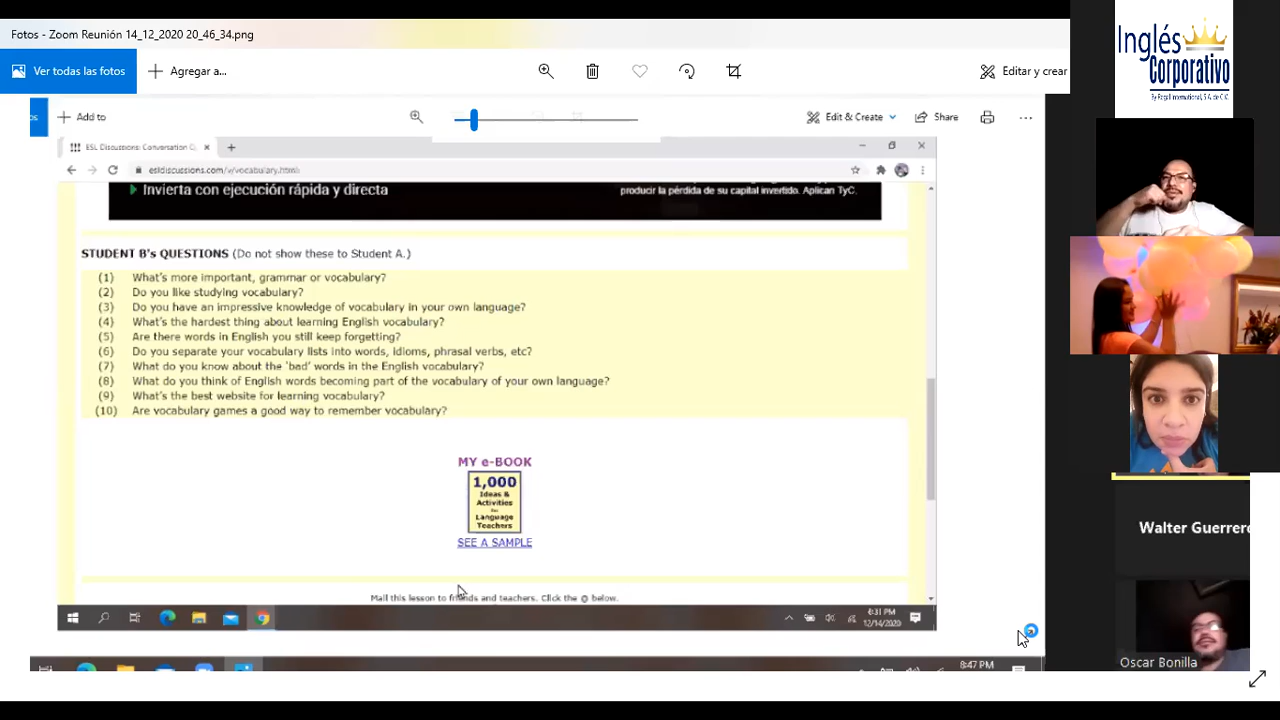 Fotos - Zoom Reunión 14_12_2020 20_46_34.png
Ver todas las fotos
Agregar a...
Editar y crear
Inglés
Corporativo
Add to
Edit & Create
Share
ESL Discussions: Conversation
esldiscussions.com/v/vocabulary.html
Invierta con ejecución rápida y directa
producir la pérdida de su capital invertido. Aplican TyC.
STUDENT B's QUESTIONS (Do not show these to Student A.)
(1) What's more important, grammar or vocabulary?
(2) Do you like studying vocabulary?
(3) Do you have an impressive knowledge of vocabulary in your own language?
(4) What's the hardest thing about learning English vocabulary?
(5) Are there words in English you still keep forgetting?
(6) Do you separate your vocabulary lists into words, idioms, phrasal verbs, etc?
(7) What do you know about the 'bad' words in the English vocabulary?
(8) What do you think of English words becoming part of the vocabulary of your own language?
(9) What's the best website for learning vocabulary?
(10) Are vocabulary games a good way to remember vocabulary?
MY e-BOOK
1,000
Ideas &
Activities
for
Language
Teachers
SEE A SAMPLE
Mail this lesson to friends and teachers. Click the @ below.
6:31 PM
12/14/2020
8:47 PM
Walter Guerrero
Oscar Bonilla